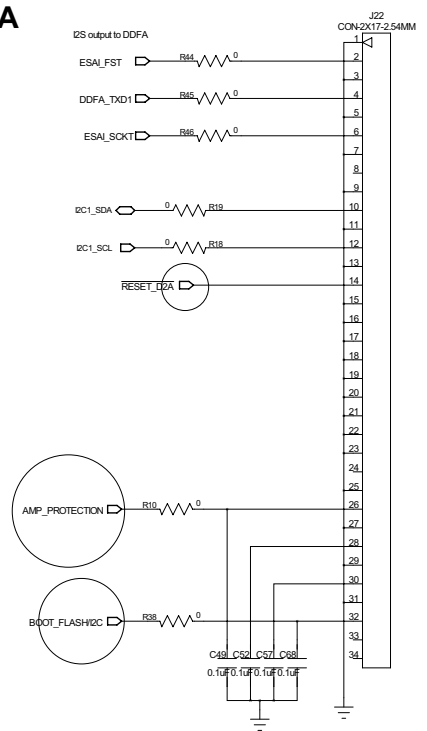 A
J22
CON-2X17-2.54MM
I2S output to DDFA
ESAI_FST R44 0
DDFA_TXD1 R45 0
ESAI_SCKT R46 0
I2C1_SDA 0 R19
I2C1_SCL 0 R18
RESET_D2A
AMP_PROTECTION R10 0
BOOT_FLASH/I2C R38 0
1
2
3
4
5
6
7
8
9
10
11
12
13
14
15
16
17
18
19
20
21
22
23
24
25
26
27
28
29
30
31
32
33
34
C49 C52 C57 C68
0.1uF 0.1uF 0.1uF 0.1uF